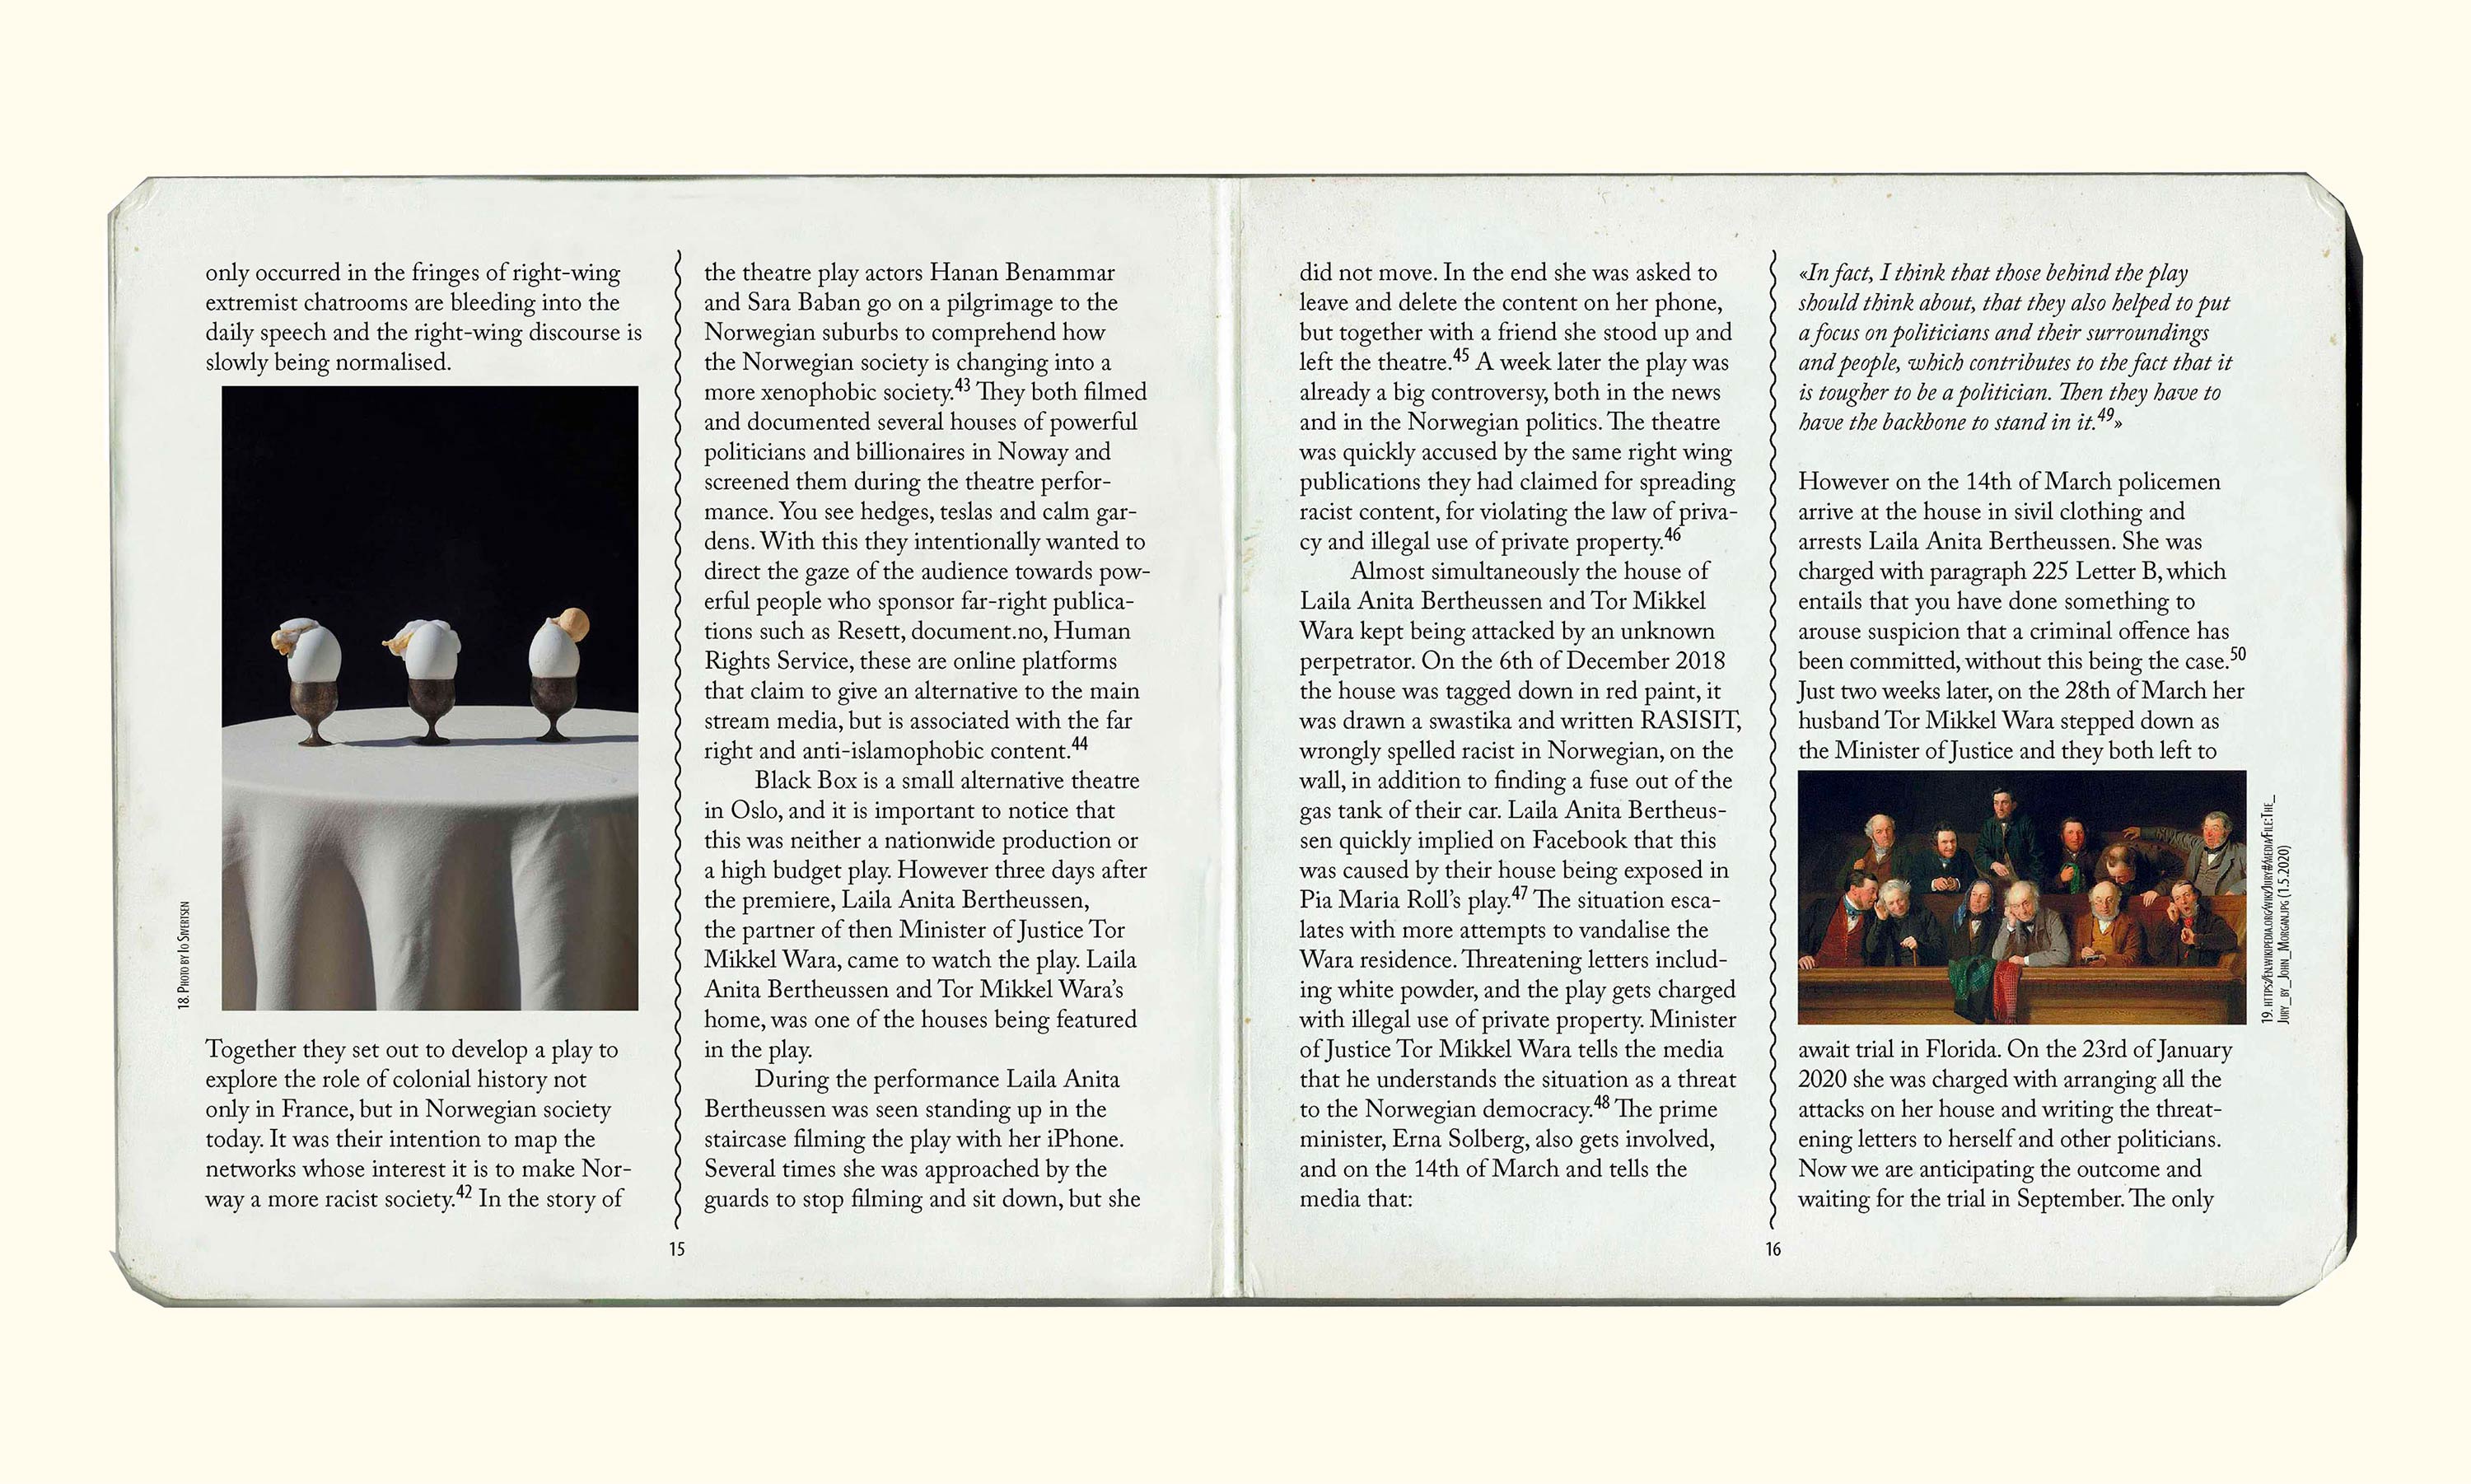 only occurred in the fringes of right-wing
extremist chatrooms are bleeding into the
daily speech and the right-wing discourse is
slowly being normalised.
18. Photo by Io Sivertsen
Together they set out to develop a play to
explore the role of colonial history not
only in France, but in Norwegian society
today. It was their intention to map the
networks whose interest it is to make Nor-
way a more racist society.42 In the story of
the theatre play actors Hanan Benammar
and Sara Baban go on a pilgrimage to the
Norwegian suburbs to comprehend how
the Norwegian society is changing into a
more xenophobic society.43 They both filmed
and documented several houses of powerful
politicians and billionaires in Noway and
screened them during the theatre perfor-
mance. You see hedges, teslas and calm gar-
dens. With this they intentionally wanted to
direct the gaze of the audience towards pow-
erful people who sponsor far-right publica-
tions such as Resett, document.no, Human
Rights Service, these are online platforms
that claim to give an alternative to the main
stream media, but is associated with the far
right and anti-islamophobic content.44
Black Box is a small alternative theatre
in Oslo, and it is important to notice that
this was neither a nationwide production or
a high budget play. However three days after
the premiere, Laila Anita Bertheussen,
the partner of then Minister of Justice Tor
Mikkel Wara, came to watch the play. Laila
Anita Bertheussen and Tor Mikkel Wara's
home, was one of the houses being featured
in the play.
During the performance Laila Anita
Bertheussen was seen standing up in the
staircase filming the play with her iPhone.
Several times she was approached by the
guards to stop filming and sit down, but she
15
did not move. In the end she was asked to
leave and delete the content on her phone,
but together with a friend she stood up and
left the theatre.45 A week later the play was
already a big controversy, both in the news
and in the Norwegian politics. The theatre
was quickly accused by the same right wing
publications they had claimed for spreading
racist content, for violating the law of priva-
cy and illegal use of private property.46
Almost simultaneously the house of
Laila Anita Bertheussen and Tor Mikkel
Wara kept being attacked by an unknown
perpetrator. On the 6th of December 2018
the house was tagged down in red paint, it
was drawn a swastika and written RASISIT,
wrongly spelled racist in Norwegian, on the
wall, in addition to finding a fuse out of the
gas tank of their car. Laila Anita Bertheus-
sen quickly implied on Facebook that this
was caused by their house being exposed in
Pia Maria Roll's play.47 The situation esca-
lates with more attempts to vandalise the
Wara residence. Threatening letters includ-
ing white powder, and the play gets charged
with illegal use of private property. Minister
of Justice Tor Mikkel Wara tells the media
that he understands the situation as a threat
to the Norwegian democracy.48 The prime
minister, Erna Solberg, also gets involved,
and on the 14th of March and tells the
media that:
«In fact, I think that those behind the play
should think about, that they also helped to put
a focus on politicians and their surroundings
and people, which contributes to the fact that it
is tougher to be a politician. Then they have to
have the backbone to stand in it.49»
However on the 14th of March policemen
arrive at the house in sivil clothing and
arrests Laila Anita Bertheussen. She was
charged with paragraph 225 Letter B, which
entails that you have done something to
arouse suspicion that a criminal offence has
been committed, without this being the case.50
Just two weeks later, on the 28th of March her
husband Tor Mikkel Wara stepped down as
the Minister of Justice and they both left to
19. https://en.wikipedia.org/wiki/Jury#/media/File:The_
Jury_by_John_Morgan.jpg (1.5.2020)
await trial in Florida. On the 23rd of January
2020 she was charged with arranging all the
attacks on her house and writing the threat-
ening letters to herself and other politicians.
Now we are anticipating the outcome and
waiting for the trial in September. The only
16